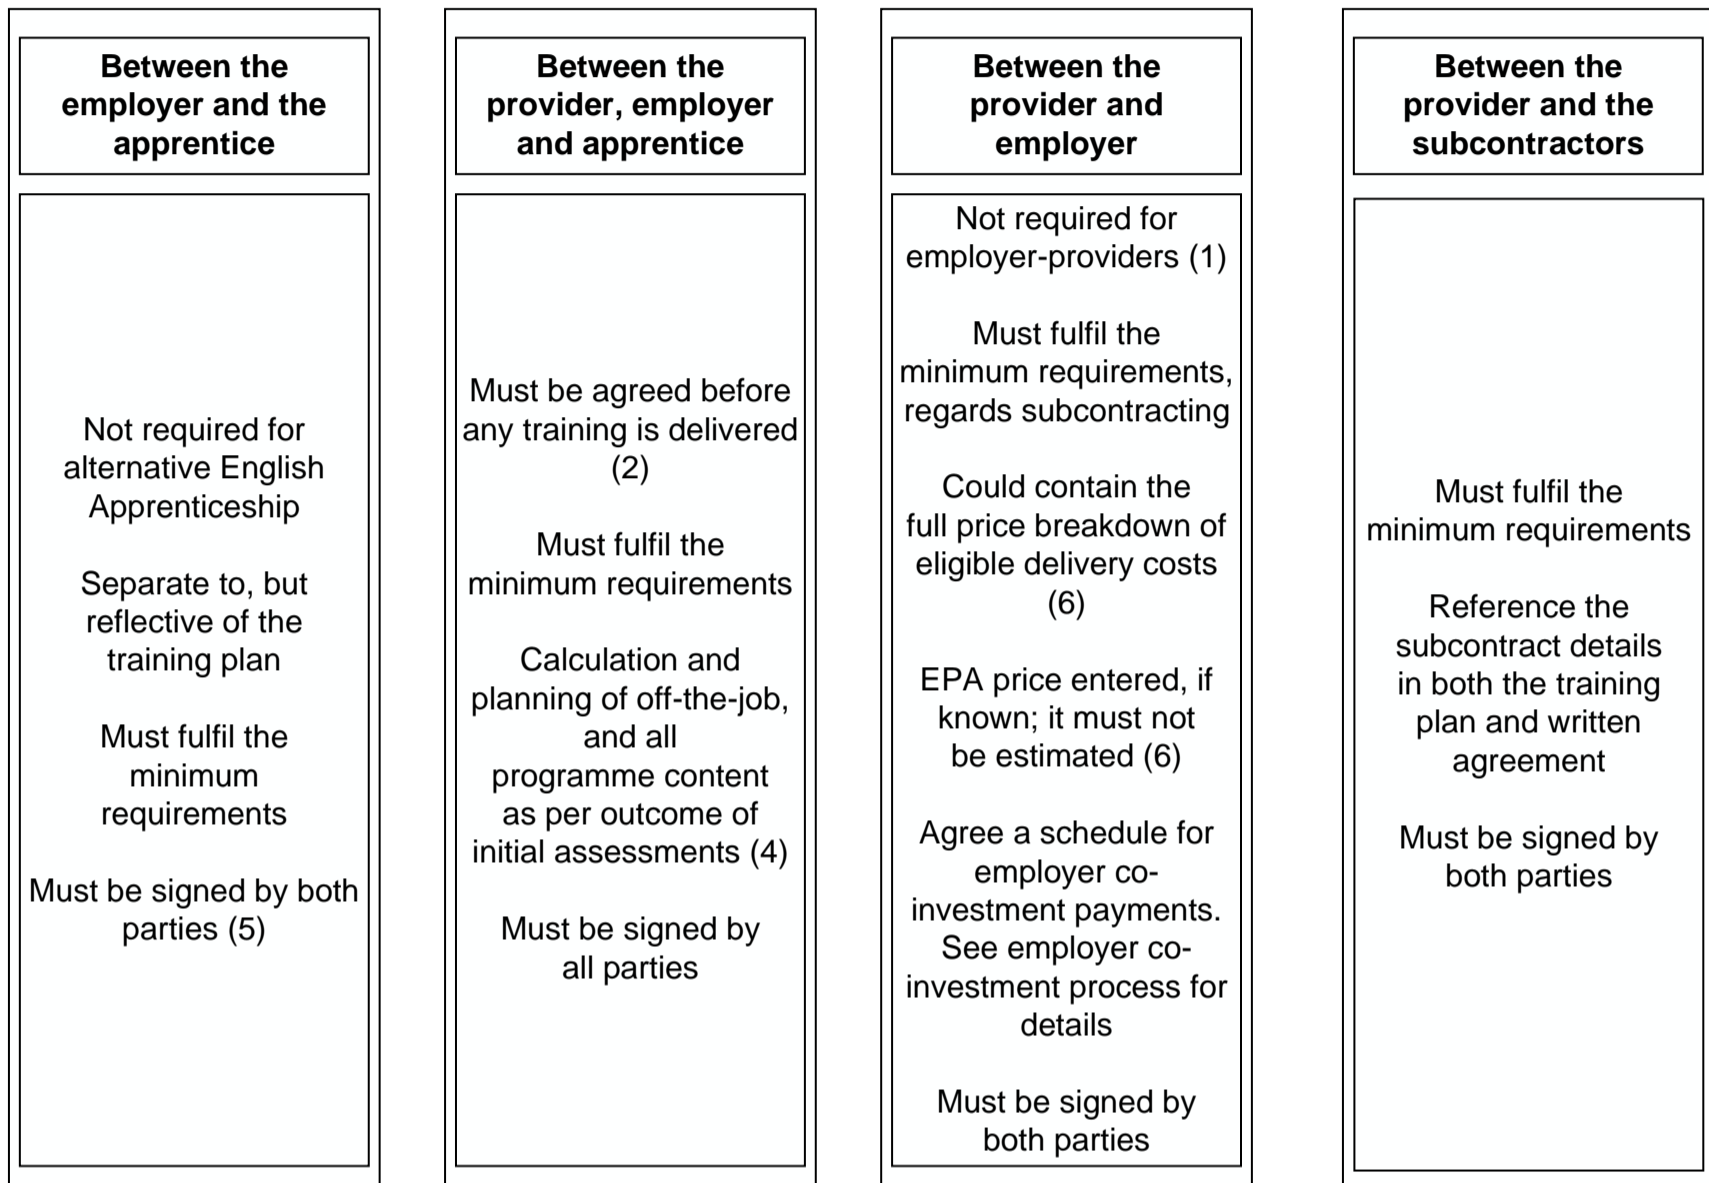 Between the
employer and the
apprentice
Not required for
alternative English
Apprenticeship
Separate to, but
reflective of the
training plan
Must fulfil the
minimum
requirements
Must be signed by both
parties (5)
Between the
provider, employer
and apprentice
Must be agreed before
any training is delivered
(2)
Must fulfil the
minimum requirements
Calculation and
planning of off-the-job,
and all
programme content
as per outcome of
initial assessments (4)
Must be signed by
all parties
Between the
provider and
employer
Not required for
employer-providers (1)
Must fulfil the
minimum requirements,
regards subcontracting
Could contain the
full price breakdown of
eligible delivery costs
(6)
EPA price entered, if
known; it must not
be estimated (6)
Agree a schedule for
employer co-
investment payments.
See employer co-
investment process for
details
Must be signed by
both parties
Between the
provider and the
subcontractors
Must fulfil the
minimum requirements
Reference the
subcontract details
in both the training
plan and written
agreement
Must be signed by
both parties